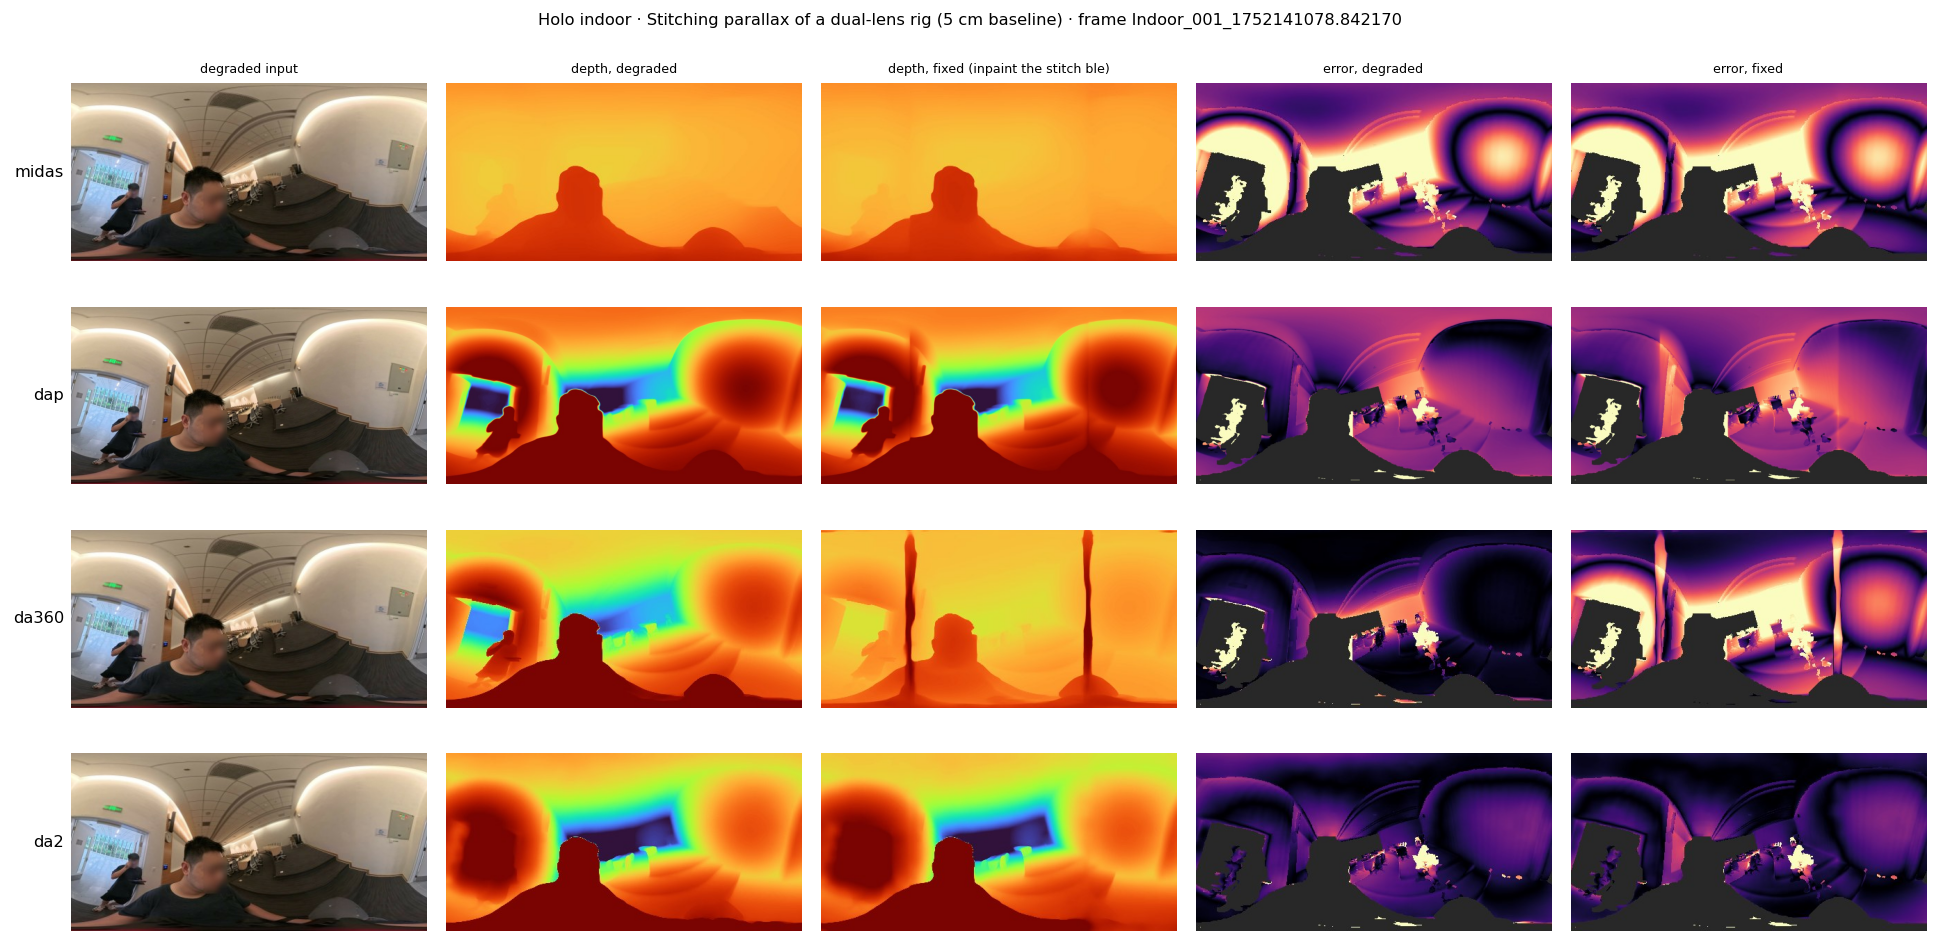 Holo indoor · Stitching parallax of a dual-lens rig (5 cm baseline) · frame Indoor_001_1752141078.842170
degraded input
depth, degraded
depth, fixed (inpaint the stitch ble)
error, degraded
error, fixed
midas
dap
da360
da2